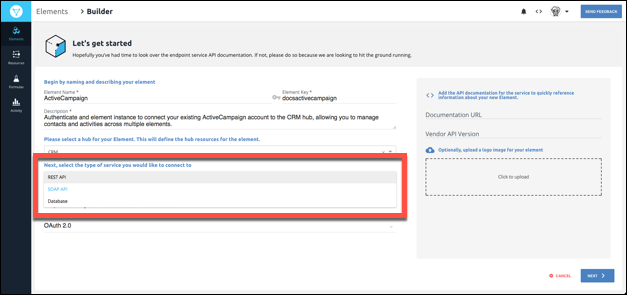 Elements > Builder
SEND FEEDBACK
Elements
Resources
Formulas
Activity
Let's get started
Hopefully you've had time to look over the endpoint service API documentation. If not, please do so because we are looking to hit the ground running.
Begin by naming and describing your element
Element Name *
ActiveCampaign
Element Key *
docsactivecampaign
Description *
Authenticate and element instance to connect your existing ActiveCampaign account to the CRM hub, allowing you to manage
contacts and activities across multiple elements.
Please select a hub for your Element. This will define the hub resources for the element.
CRM
Next, select the type of service you would like to connect to
REST API
SOAP API
Database
OAuth 2.0
Add the API documentation for the service to quickly reference
information about your new Element.
Documentation URL
Vendor API Version
Optionally, upload a logo image for your element
Click to upload
CANCEL
NEXT